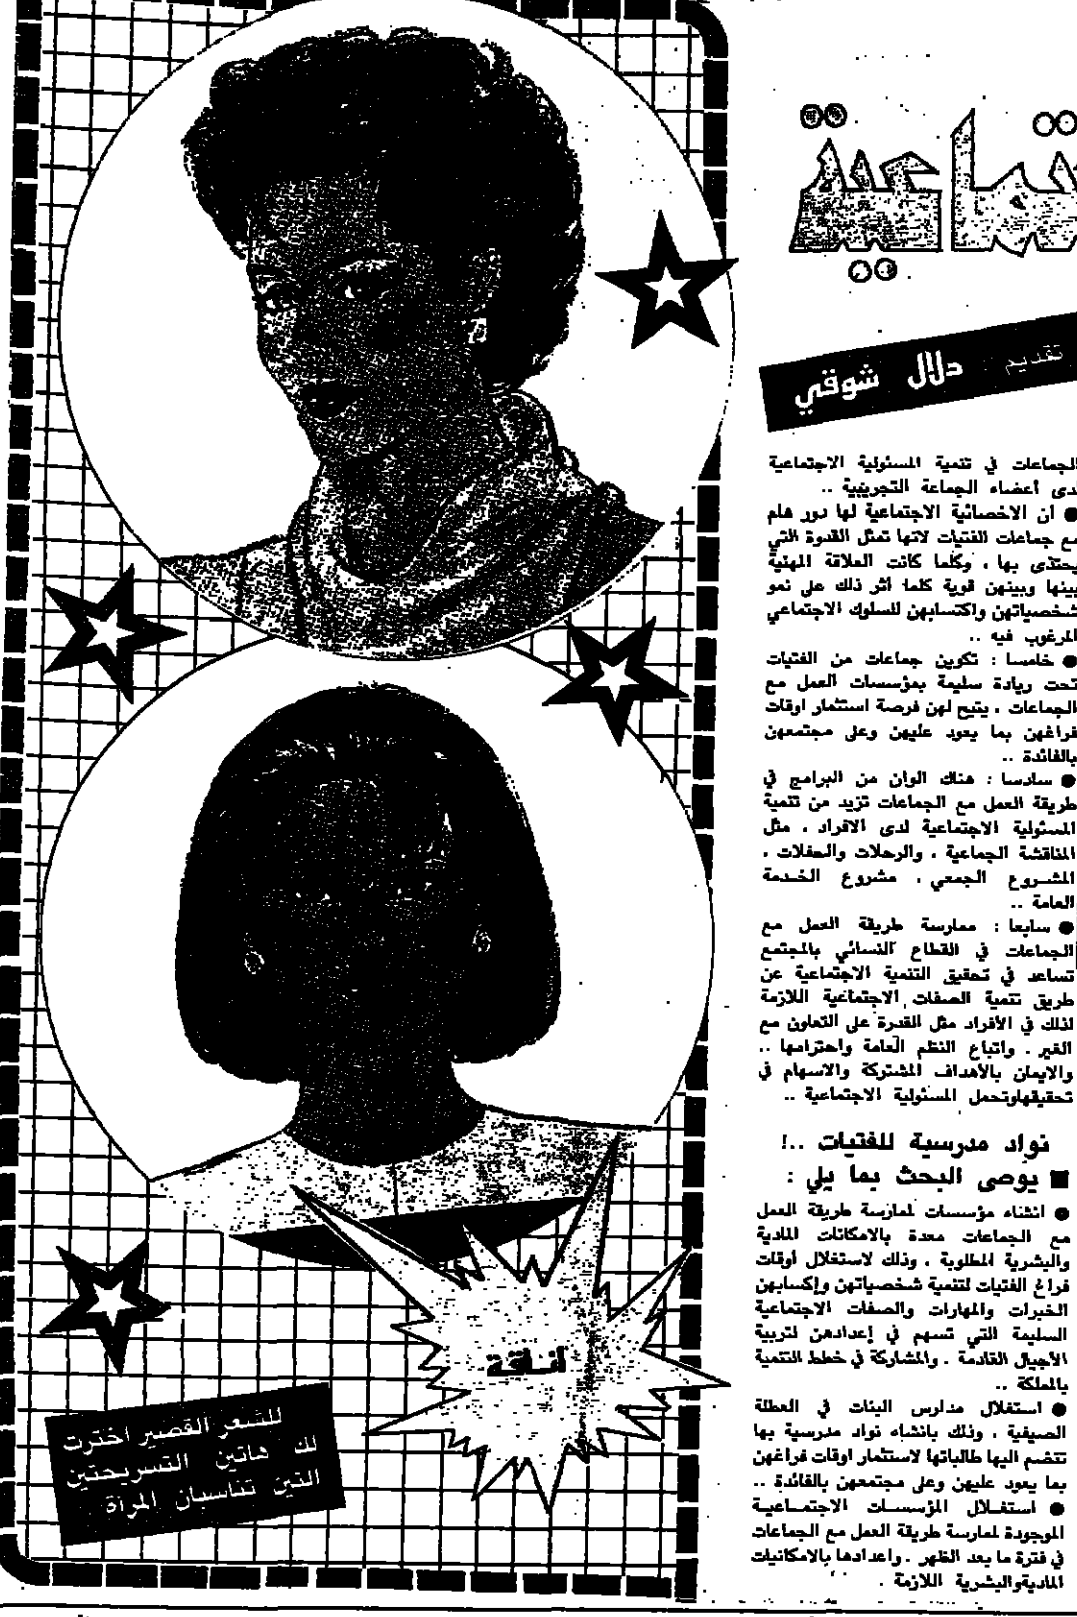 تماعية
تقديم : دلال شوقي
الجماعات في تنمية المسئولية الاجتماعية
لدى أعضاء الجماعة التجريبية ..
● ان الاخصائية الاجتماعية لها دور هام
مع جماعات الفتيات لانها تمثل القدوة التي
يحتذى بها ، وكلما كانت العلاقة المهنية
بينها وبينهن قوية كلما أثر ذلك على نمو
شخصياتهن واكتسابهن للسلوك الاجتماعي
المرغوب فيه ..
● خامسا : تكوين جماعات من الفتيات
تحت ريادة سليمة بمؤسسات العمل مع
الجماعات ، يتيح لهن فرصة استثمار اوقات
فراغهن بما يعود عليهن وعلى مجتمعهن
بالفائدة ..
● سادسا : هناك الوان من البرامج في
طريقة العمل مع الجماعات تزيد من تنمية
المسئولية الاجتماعية لدى الافراد ، مثل
المناقشة الجماعية ، والرحلات والحفلات ،
المشروع الجمعي ، مشروع الخدمة
العامة ..
● سابعا : ممارسة طريقة العمل مع
الجماعات في القطاع النسائي بالمجتمع
تساعد في تحقيق التنمية الاجتماعية عن
طريق تنمية الصفات الاجتماعية اللازمة
لذلك في الأفراد مثل القدرة على التعاون مع
الغير . واتباع النظم العامة واحترامها ..
والايمان بالأهداف المشتركة والاسهام في
تحقيقهاوتحمل المسئولية الاجتماعية ..
نواد مدرسية للفتيات ..!
■ يوصى البحث بما يلي :
● انشاء مؤسسات لممارسة طريقة العمل
مع الجماعات معدة بالامكانات المادية
والبشرية المطلوبة ، وذلك لاستغلال أوقات
فراغ الفتيات لتنمية شخصياتهن وإكسابهن
الخبرات والمهارات والصفات الاجتماعية
السليمة التي تسهم في إعدادهن لتربية
الأجيال القادمة . والمشاركة في خطط التنمية
بالمملكة ..
● استغلال مدارس البنات في العطلة
الصيفية ، وذلك بانشاء نواد مدرسية بها
تنضم اليها طالباتها لاستثمار اوقات فراغهن
بما يعود عليهن وعلى مجتمعهن بالفائدة ..
● استغلال المؤسسات الاجتماعية
الموجودة لممارسة طريقة العمل مع الجماعات
في فترة ما بعد الظهر . واعدادها بالامكانيات
الماديةوالبشرية اللازمة .
أناقة
للشعر القصير اخترت
لك هاتين التسريحتين
التين تناسبان المرأة